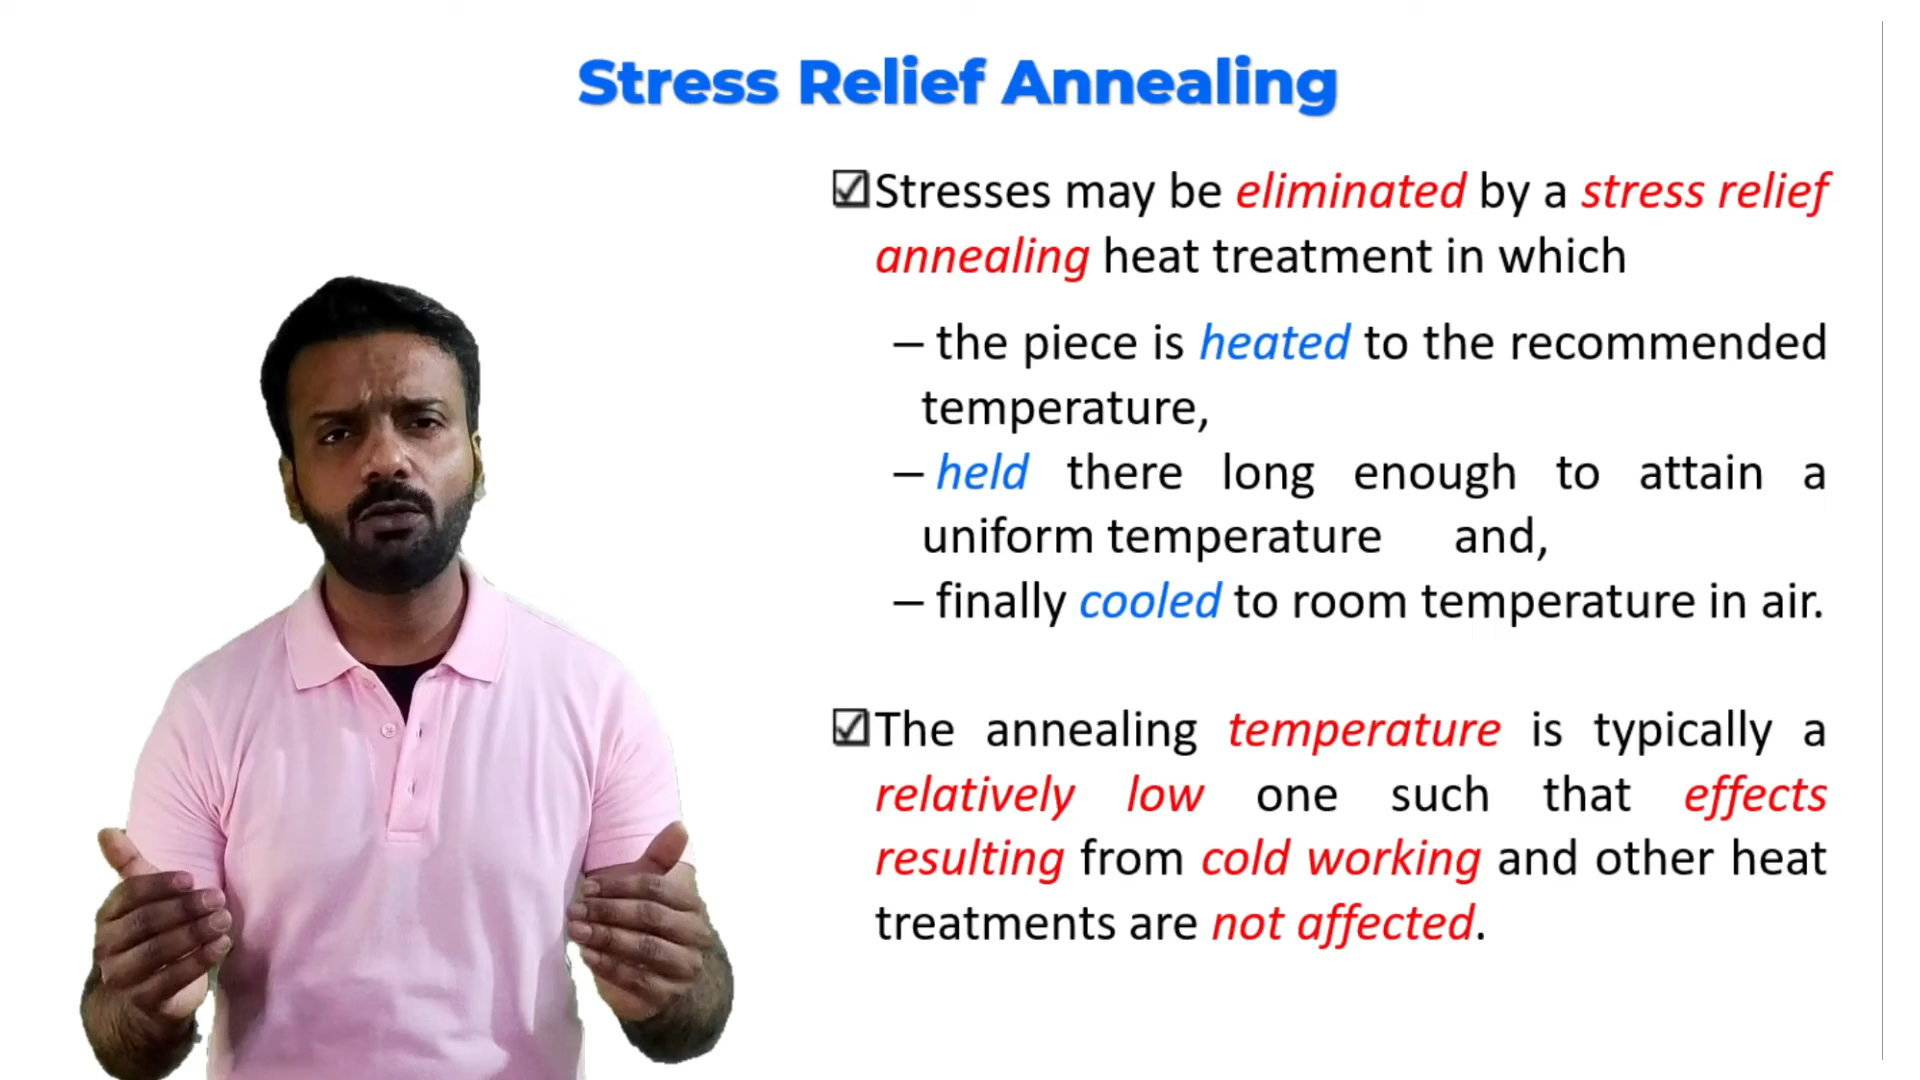 Stress Relief Annealing
☑Stresses may be eliminated by a stress relief
annealing heat treatment in which
– the piece is heated to the recommended
temperature,
– held there long enough to attain a
uniform temperature and,
– finally cooled to room temperature in air.
☑The annealing temperature is typically a
relatively low one such that effects
resulting from cold working and other heat
treatments are not affected.